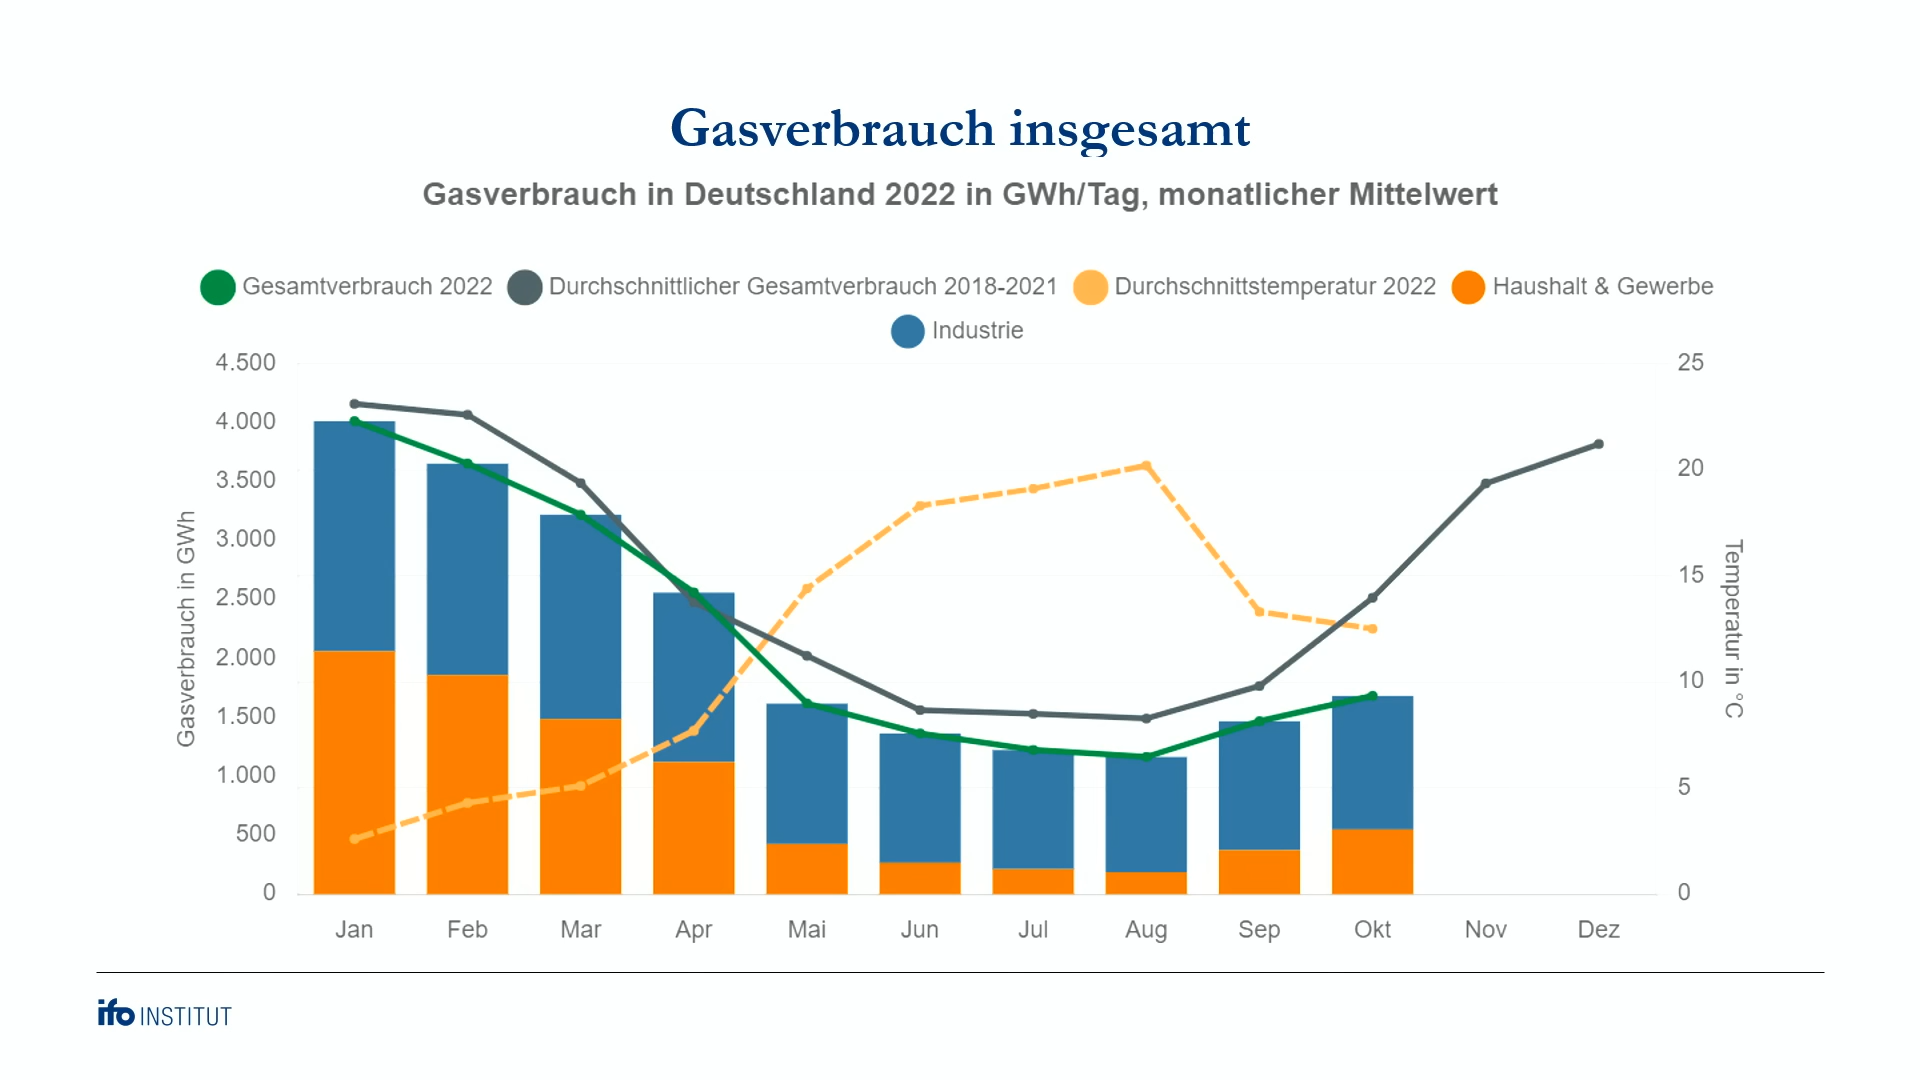 Gasverbrauch insgesamt
Gasverbrauch in Deutschland 2022 in GWh/Tag, monatlicher Mittelwert
Gesamtverbrauch 2022 Durchschnittlicher Gesamtverbrauch 2018-2021 Durchschnittstemperatur 2022 Haushalt & Gewerbe
Industrie
Gasverbrauch in GWh
4.500
4.000
3.500
3.000
2.500
2.000
1.500
1.000
500
0
25
20
15
10
5
0
Temperatur in °C
Jan Feb Mar Apr Mai Jun Jul Aug Sep Okt Nov Dez
ifo INSTITUT